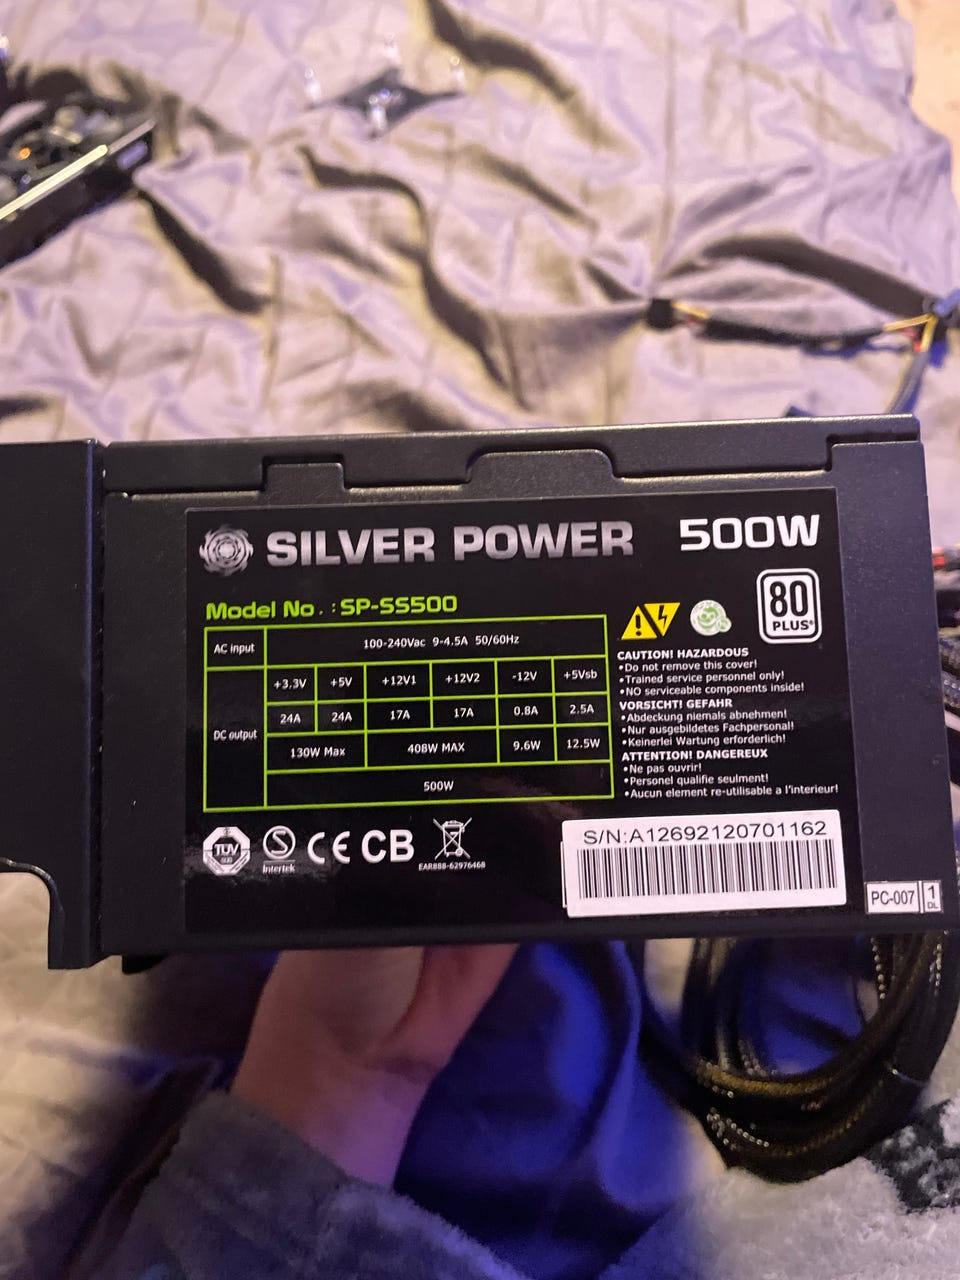 SILVER POWER 500W
Model No. : SP-SS500
AC input 100-240Vac 9-4.5A 50/60Hz
DC output +3.3V +5V +12V1 +12V2 -12V +5Vsb
24A 24A 17A 17A 0.8A 2.5A
130W Max 408W MAX 9.6W 12.5W
500W
80
PLUS®
CAUTION! HAZARDOUS
•Do not remove this cover!
•Trained service personnel only!
•NO serviceable components inside!
VORSICHT! GEFAHR
•Abdeckung niemals abnehmen!
•Nur ausgebildetes Fachpersonal!
•Keinerlei Wartung erforderlich!
ATTENTION! DANGEREUX
•Ne pas ouvrir!
•Personel qualifie seulment!
•Aucun element re-utilisable a l'interieur!
TÜV
SÜD
S
Intertek
CE CB
EAR888-62976468
S/N:A12692120701162
PC-007 1
DL